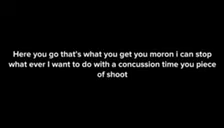 Here you go that's what you get you moron i can stop
what ever I want to do with a concussion time you piece
of shoot